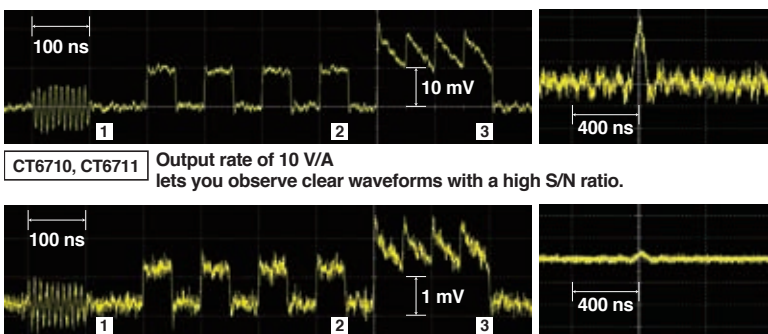 100 ns
10 mV
1
2
3
400 ns
CT6710, CT6711
Output rate of 10 V/A
lets you observe clear waveforms with a high S/N ratio.
100 ns
1 mV
1
2
3
400 ns